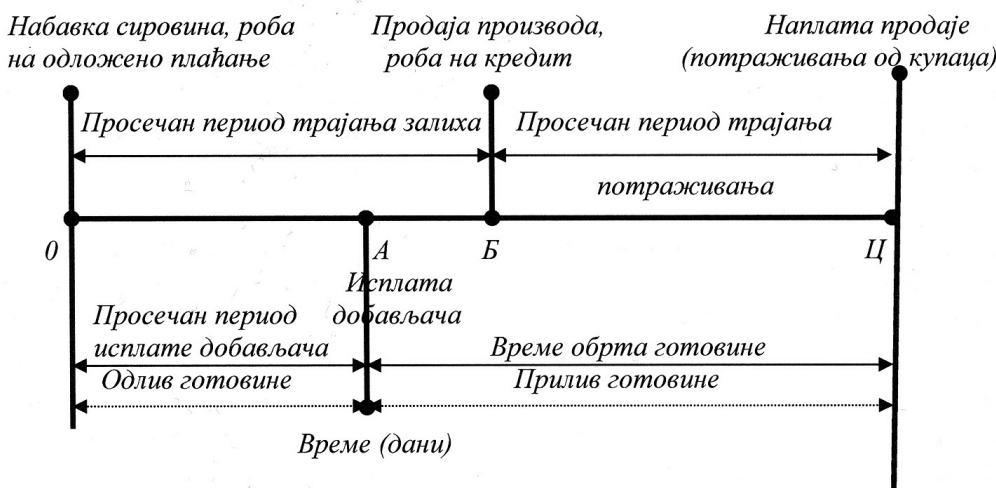 Набавка сировина, роба
на одложено плаћање
Продаја производа,
роба на кредит
Наплата продаје
(потраживања од купаца)
Просечан период трајања залиха
Просечан период трајања
потраживања
0
А
Б
Ц
Исплата
добављача
Просечан период
исплате добављача
Време обрта готовине
Одлив готовине
Прилив готовине
Време (дани)